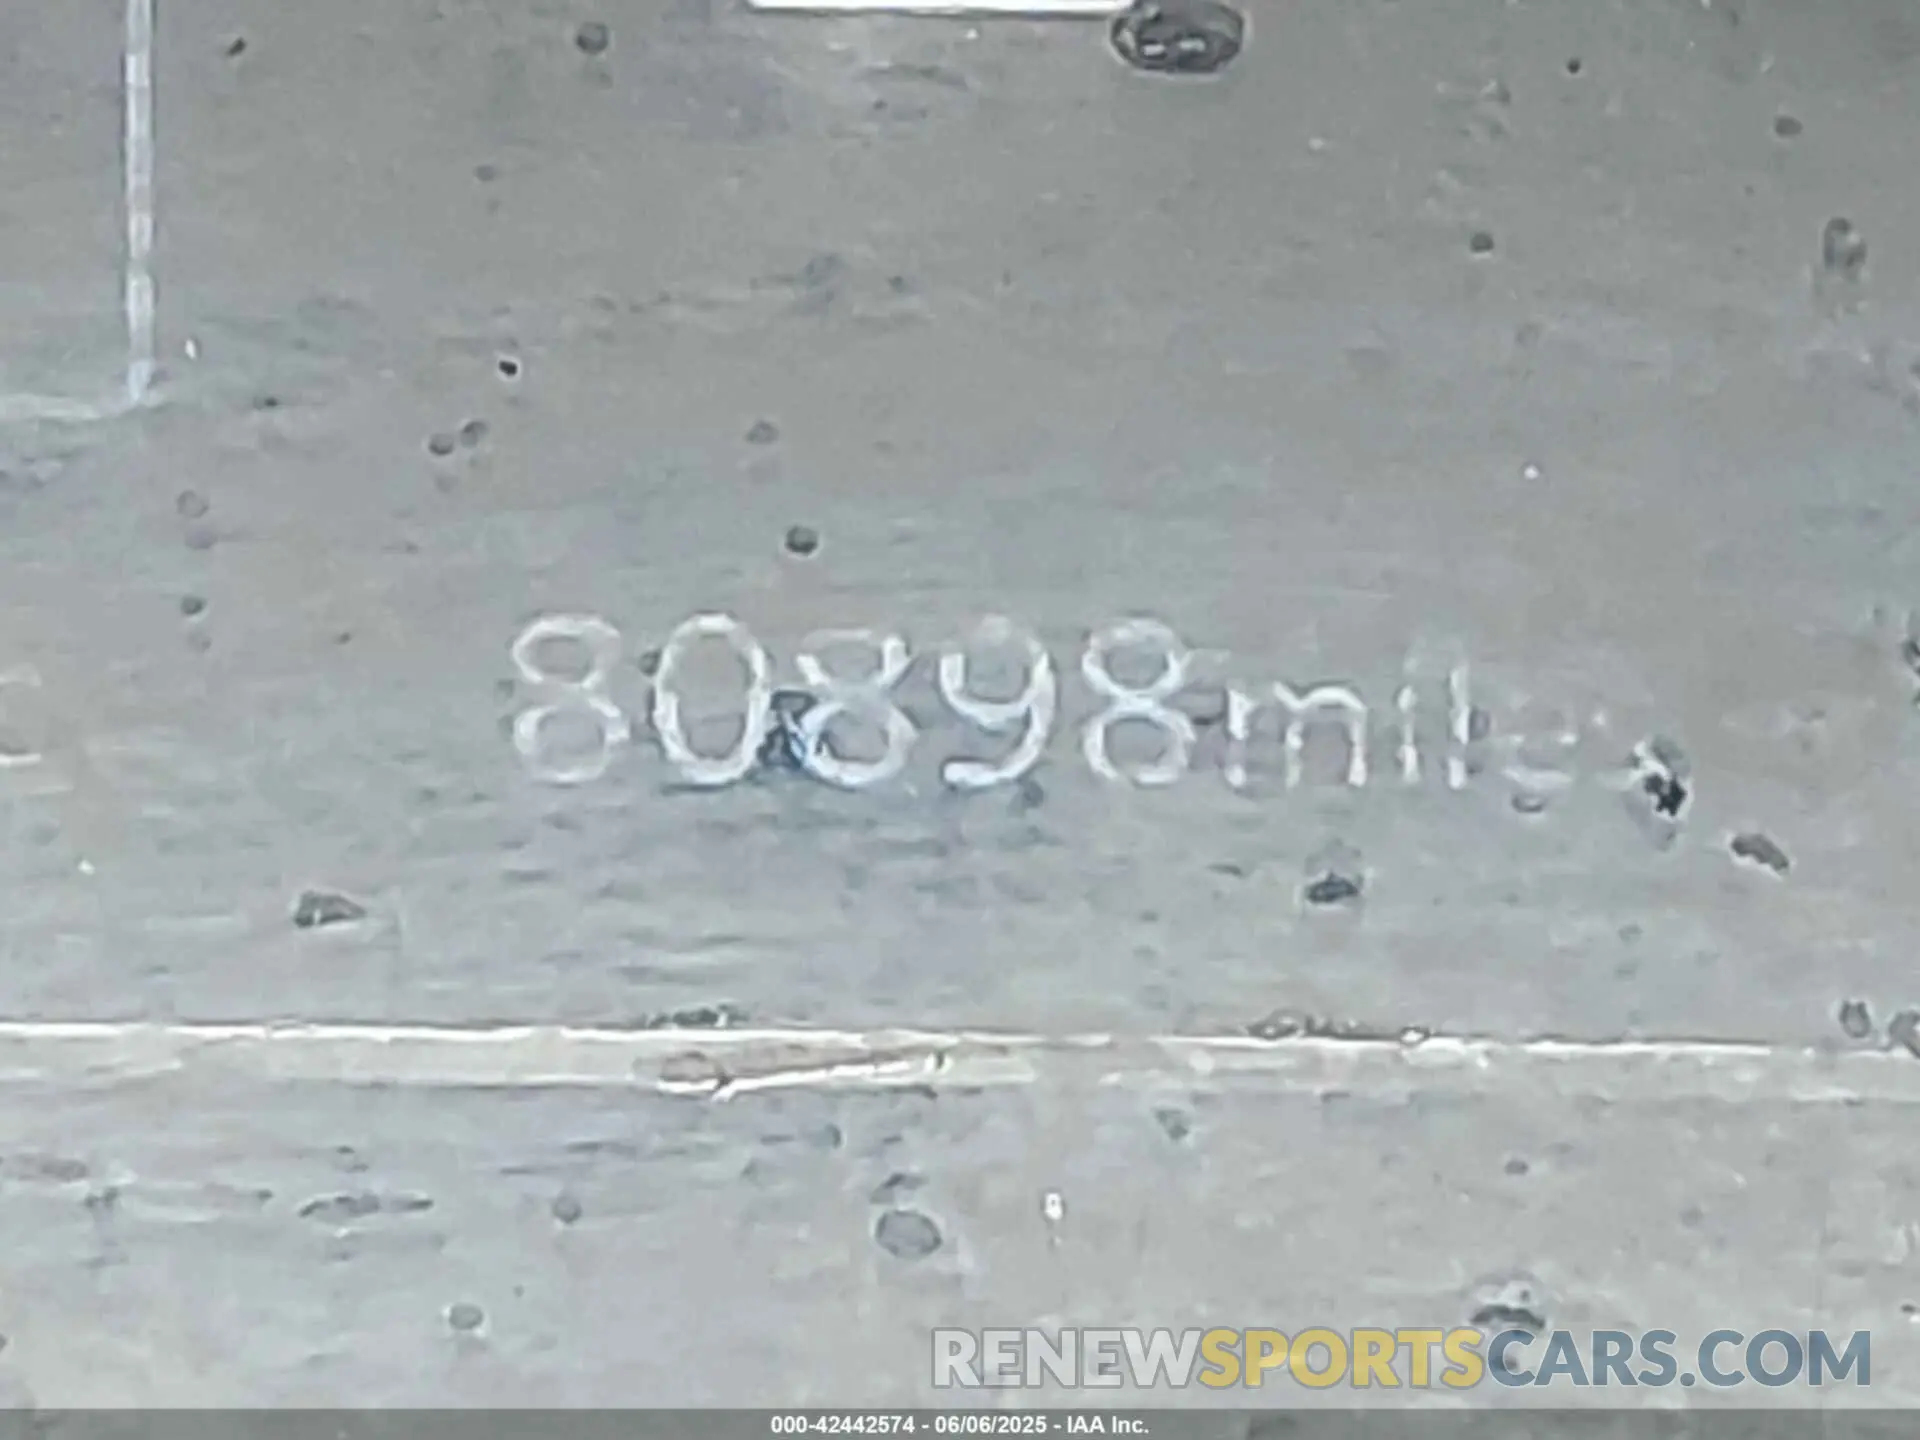 80898mile
RENEWSPORTSCARS.COM
000-42442574 - 06/06/2025 - IAA Inc.